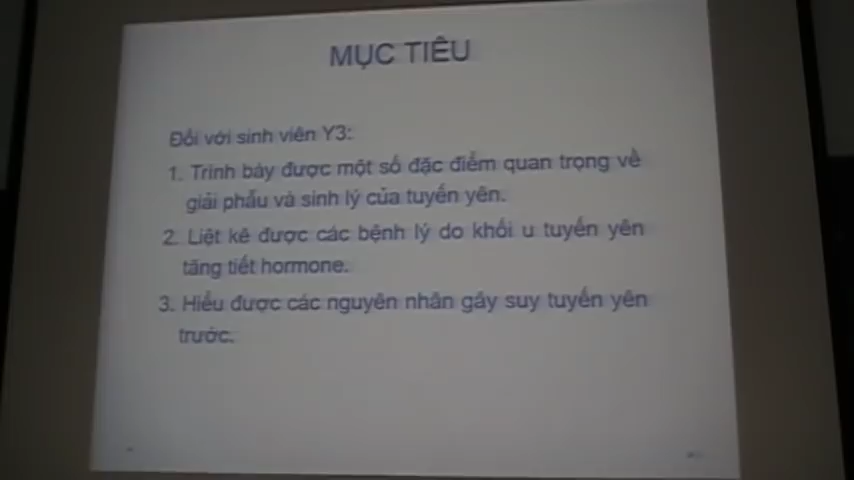 MỤC TIÊU
Đối với sinh viên Y3:
1. Trình bày được một số đặc điểm quan trọng về
giải phẫu và sinh lý của tuyến yên.
2. Liệt kê được các bệnh lý do khối u tuyến yên
tăng tiết hormone.
3. Hiểu được các nguyên nhân gây suy tuyến yên
trước.